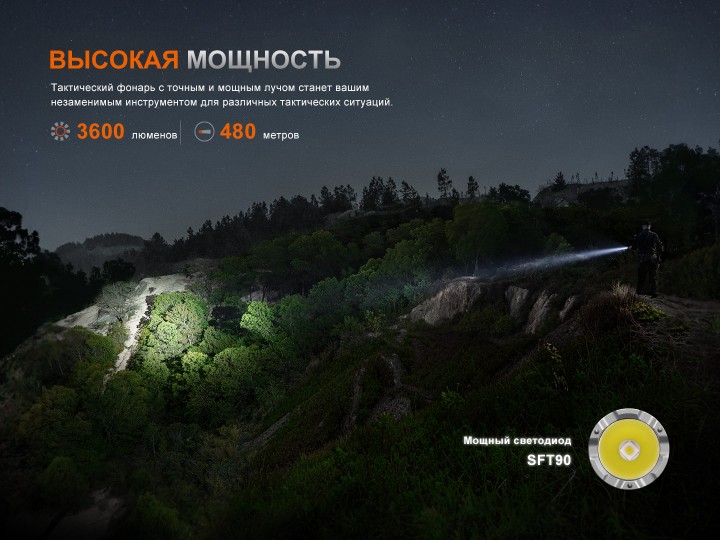 ВЫСОКАЯ МОЩНОСТЬ
Тактический фонарь с точным и мощным лучом станет вашим
незаменимым инструментом для различных тактических ситуаций.
3600 люменов 480 метров
Мощный светодиод
SFT90